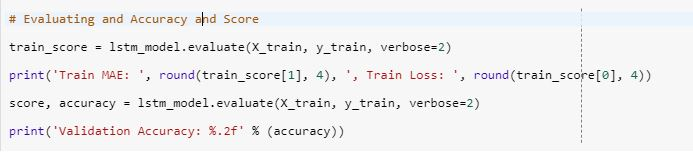 # Evaluating and Accuracy and Score
train_score = lstm_model.evaluate(X_train, y_train, verbose=2)
print('Train MAE: ', round(train_score[1], 4), ', Train Loss: ', round(train_score[0], 4))
score, accuracy = lstm_model.evaluate(X_train, y_train, verbose=2)
print('Validation Accuracy: %.2f' % (accuracy))